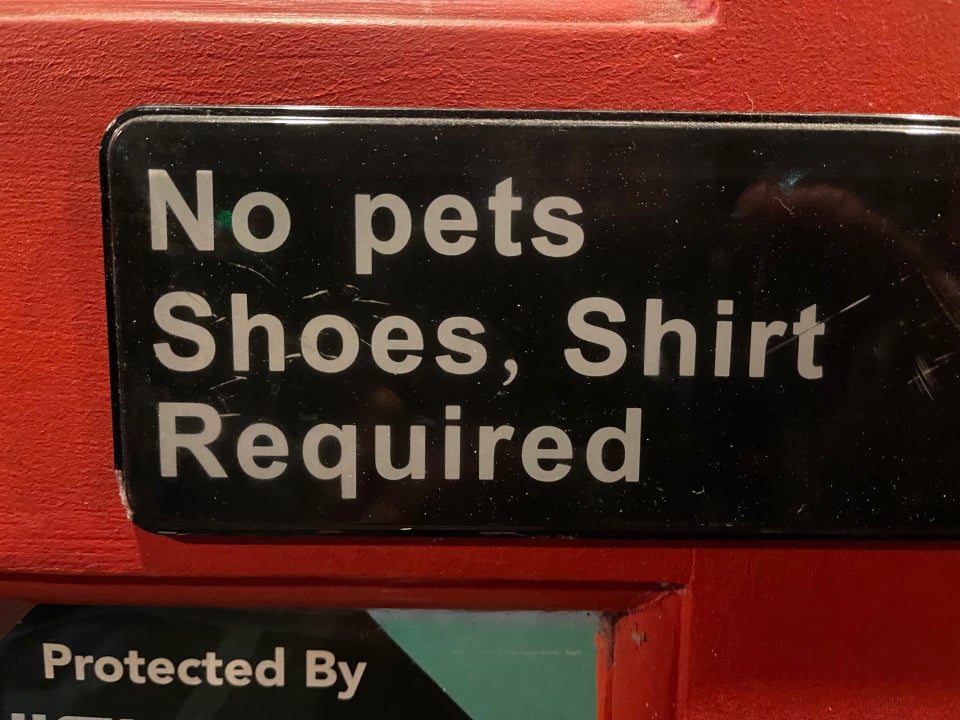 No pets
Shoes, Shirt
Required
Protected By